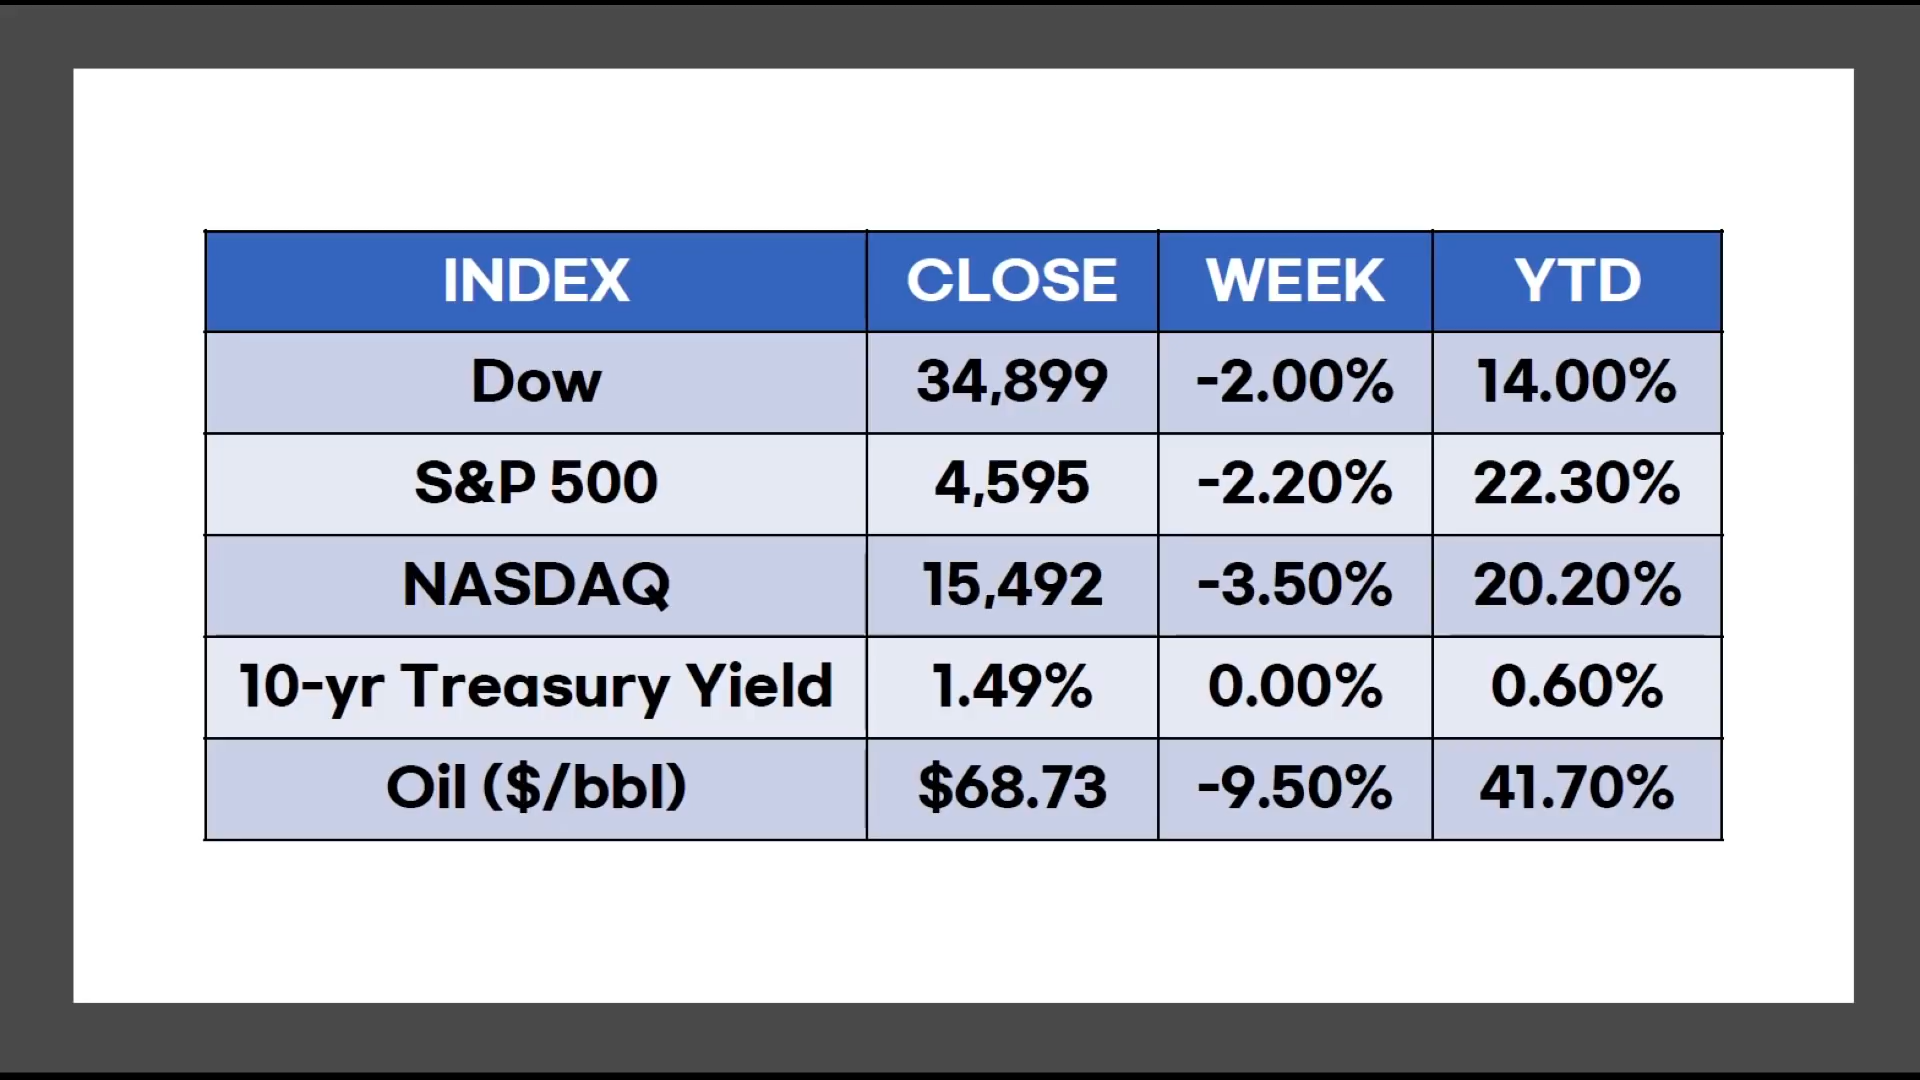 INDEX CLOSE WEEK YTD
Dow 34,899 -2.00% 14.00%
S&P 500 4,595 -2.20% 22.30%
NASDAQ 15,492 -3.50% 20.20%
10-yr Treasury Yield 1.49% 0.00% 0.60%
Oil ($/bbl) $68.73 -9.50% 41.70%